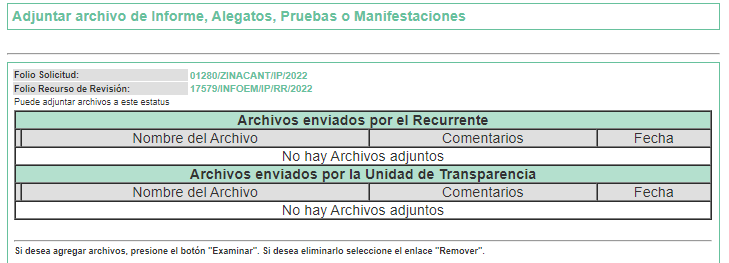 Adjuntar archivo de Informe, Alegatos, Pruebas o Manifestaciones
Folio Solicitud: 01280/ZINACANT/IP/2022
Folio Recurso de Revisión: 17579/INFOEM/IP/RR/2022
Puede adjuntar archivos a este estatus
Archivos enviados por el Recurrente
Nombre del Archivo Comentarios Fecha
No hay Archivos adjuntos
Archivos enviados por la Unidad de Transparencia
Nombre del Archivo Comentarios Fecha
No hay Archivos adjuntos
Si desea agregar archivos, presione el botón "Examinar". Si desea eliminarlo seleccione el enlace "Remover".